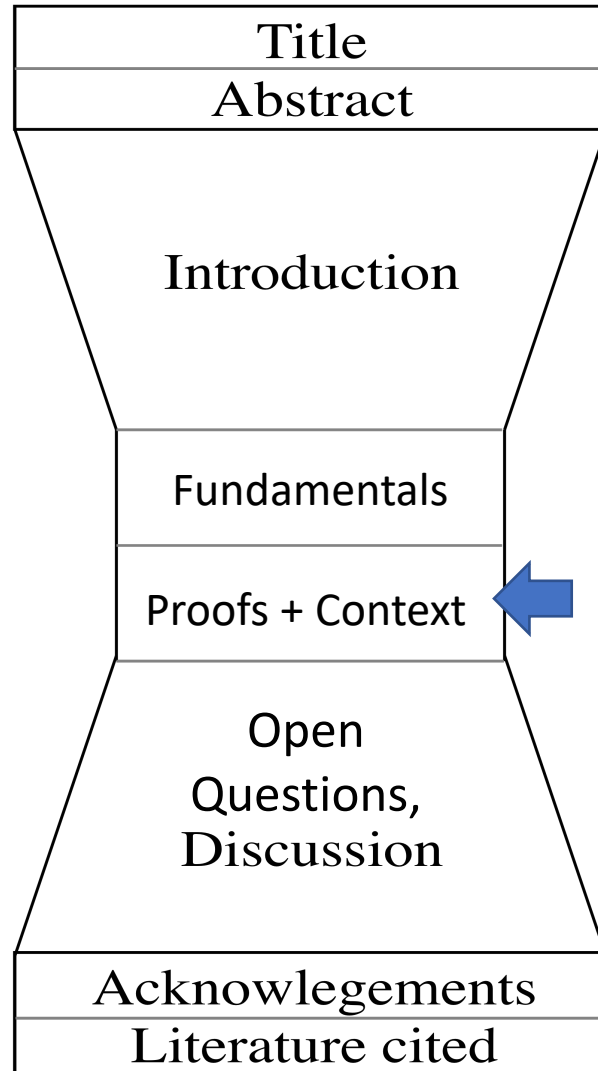 Title
Abstract
Introduction
Fundamentals
Proofs + Context
Open
Questions,
Discussion
Acknowlegements
Literature cited